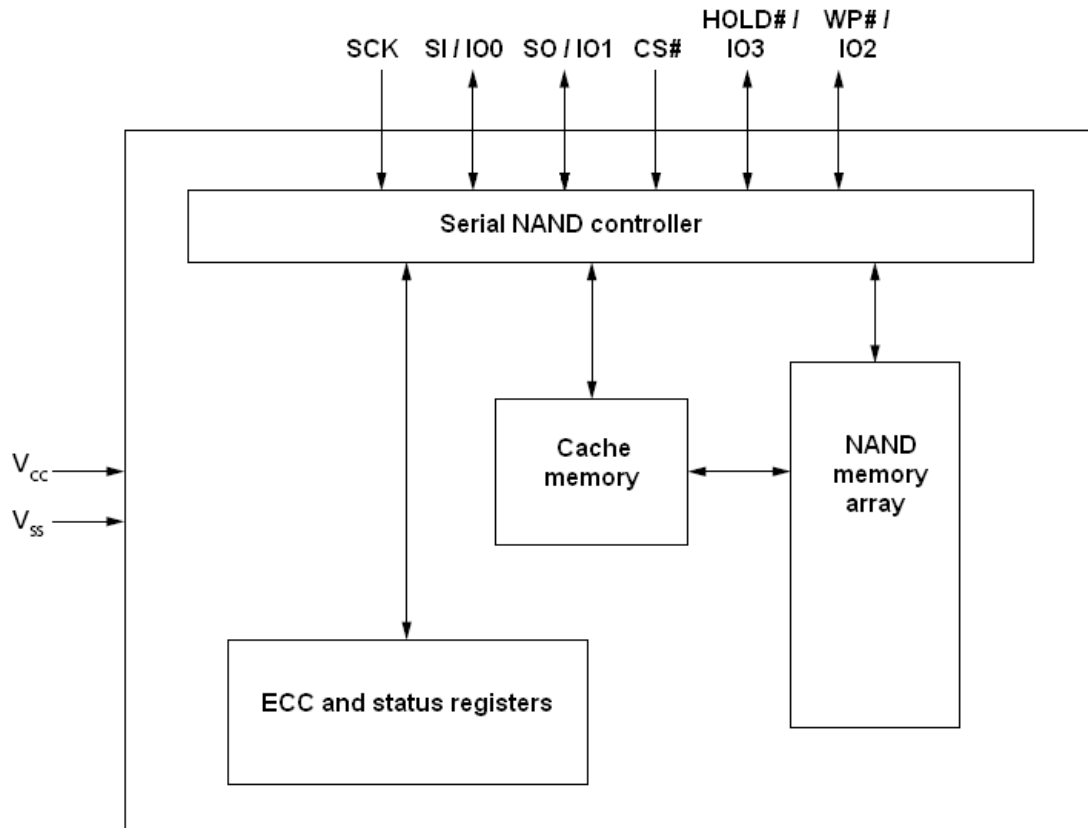 HOLD# / WP# /
SCK SI / IO0 SO / IO1 CS# IO3 IO2
Serial NAND controller
Cache
memory
NAND
memory
array
Vcc
Vss
ECC and status registers